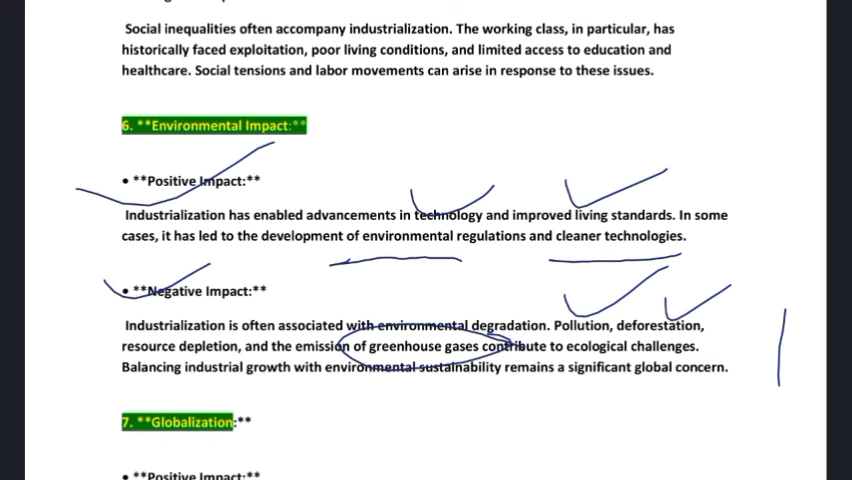 Social inequalities often accompany industrialization. The working class, in particular, has
historically faced exploitation, poor living conditions, and limited access to education and
healthcare. Social tensions and labor movements can arise in response to these issues.
6. **Environmental Impact:**
• **Positive Impact:**
Industrialization has enabled advancements in technology and improved living standards. In some
cases, it has led to the development of environmental regulations and cleaner technologies.
• **Negative Impact:**
Industrialization is often associated with environmental degradation. Pollution, deforestation,
resource depletion, and the emission of greenhouse gases contribute to ecological challenges.
Balancing industrial growth with environmental sustainability remains a significant global concern.
7. **Globalization:**
• **Positive Impact:**